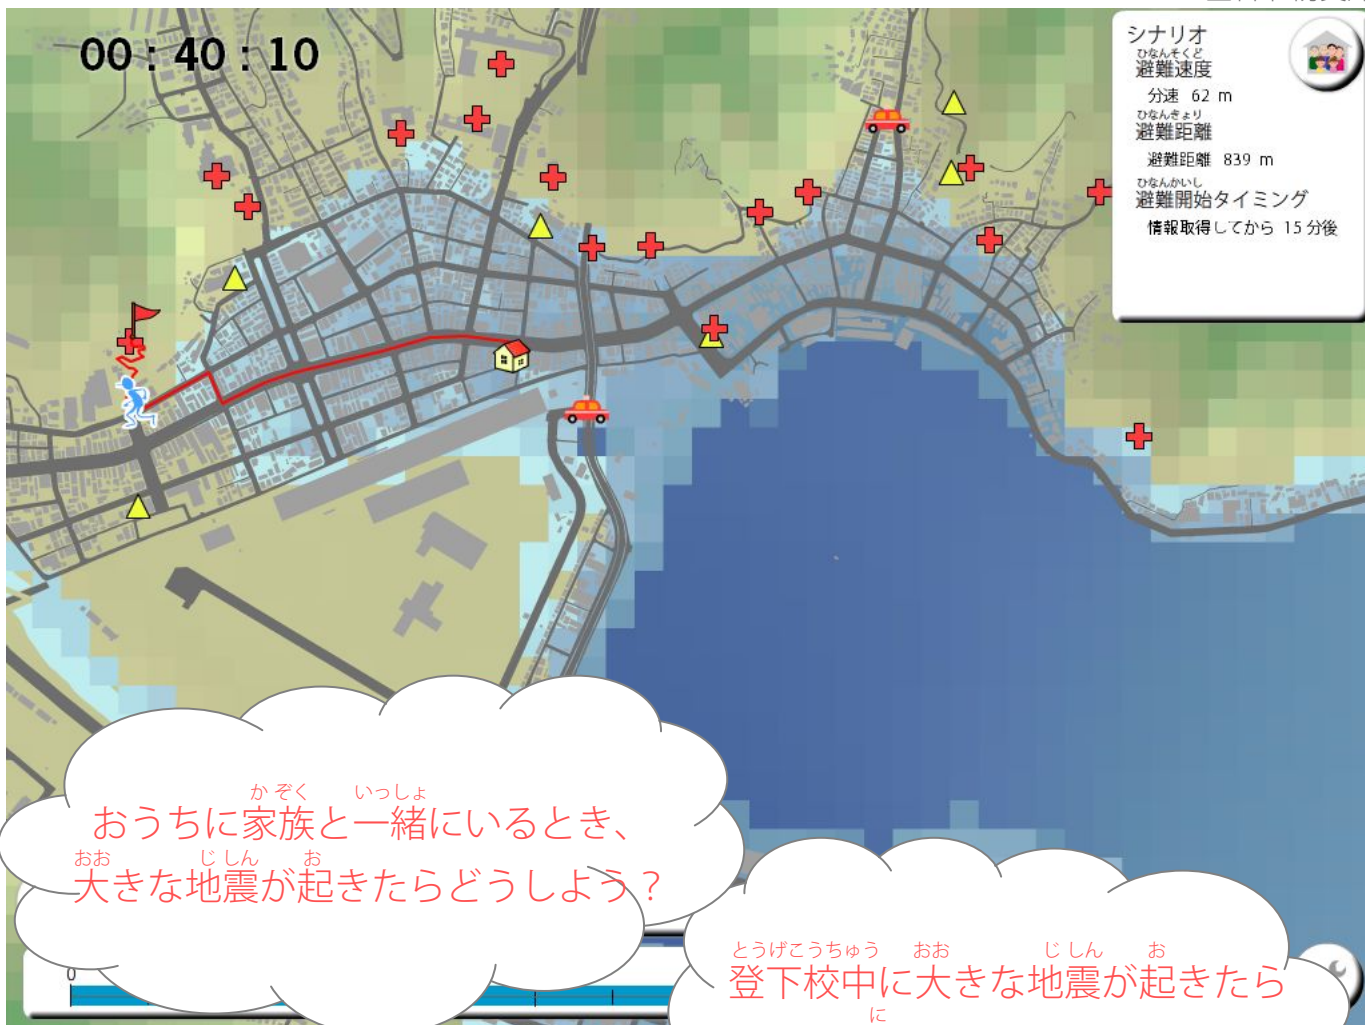 00:40:10
シナリオ
ひなんそくど
避難速度
分速 62 m
ひなんきょり
避難距離
避難距離 839 m
ひなんかいし
避難開始タイミング
情報取得してから 15 分後
か ぞく いっしょ
おうちに家族と一緒にいるとき、
おお じ しん お
大きな地震が起きたらどうしよう？
0
とうげこうちゅう おお じ しん お
登下校中に大きな地震が起きたら
に